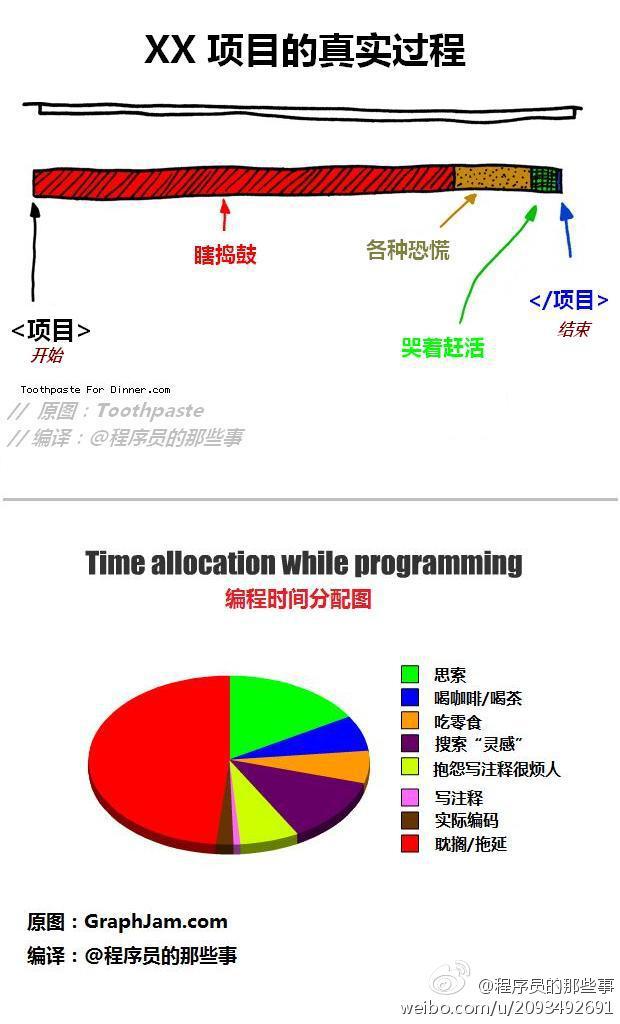 XX 项目的真实过程
瞎捣鼓
各种恐慌
<项目>
开始
</项目>
结束
哭着赶活
Toothpaste For Dinner.com
// 原图：Toothpaste
// 编译：@程序员的那些事
Time allocation while programming
编程时间分配图
思索
喝咖啡/喝茶
吃零食
搜索“灵感”
抱怨写注释很烦人
写注释
实际编码
耽搁/拖延
原图：GraphJam.com
编译：@程序员的那些事
@程序员的那些事
weibo.com/u/2093492691